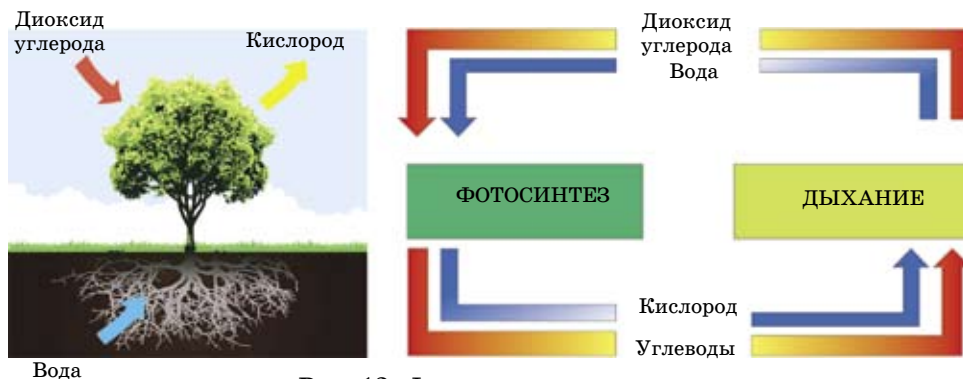 Диоксид
углерода
Кислород
Вода
Диоксид
углерода
Вода
ФОТОСИНТЕЗ
ДЫХАНИЕ
Кислород
Углеводы